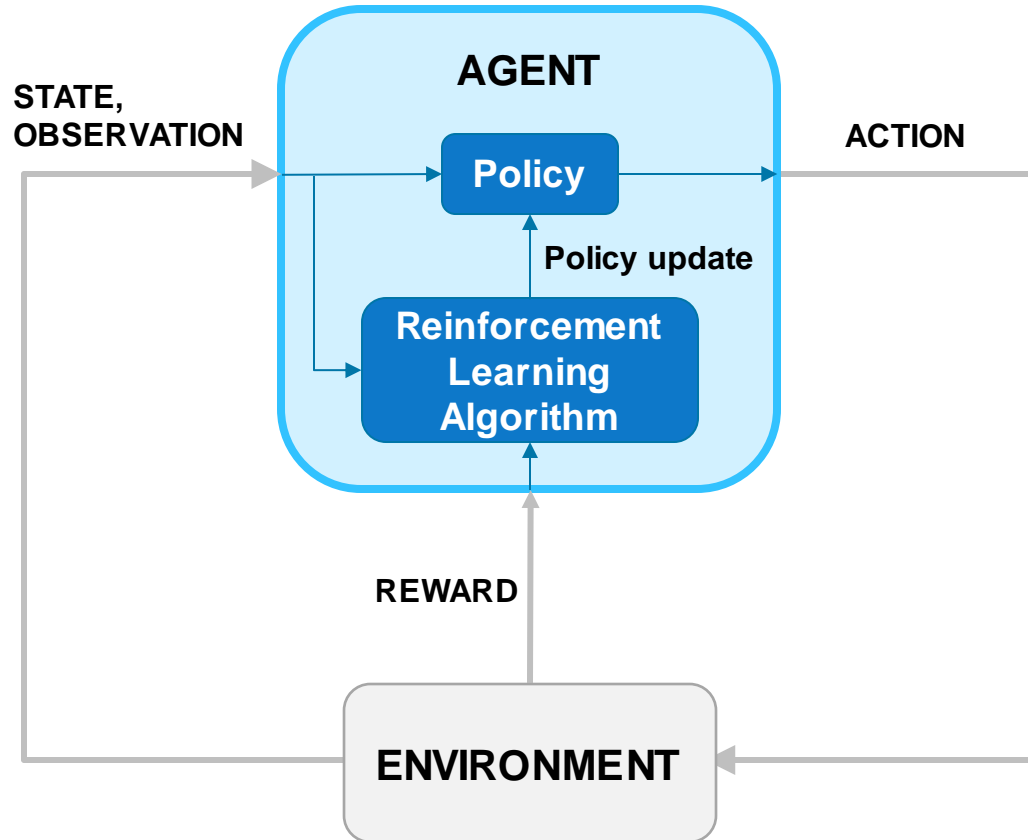 AGENT
STATE,
OBSERVATION
ACTION
Policy
Policy update
Reinforcement
Learning
Algorithm
REWARD
ENVIRONMENT